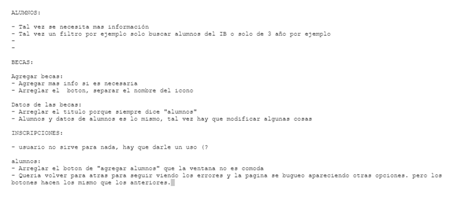 ALUMNOS:
- Tal vez se necesita mas información
- Tal vez un filtro por ejemplo solo buscar alumnos del IB o solo de 3 año por ejemplo
-
-
BECAS:
Agregar becas:
- Agregar mas info si es necesaria
- Arreglar el boton, separar el nombre del icono
Datos de las becas:
- Arreglar el titulo porque siempre dice "alumnos"
- Alumnos y datos de alumnos es lo mismo, tal vez hay que modificar algunas cosas
INSCRIPCIONES:
- usuario no sirve para nada, hay que darle un uso (?
alumnos:
- Arreglar el boton de "agregar alumnos" que la ventana no es comoda
- Queria volver para atras para seguir viendo los errores y la pagina se bugueo apareciendo otras opciones. pero los
botones hacen los mismo que los anteriores.